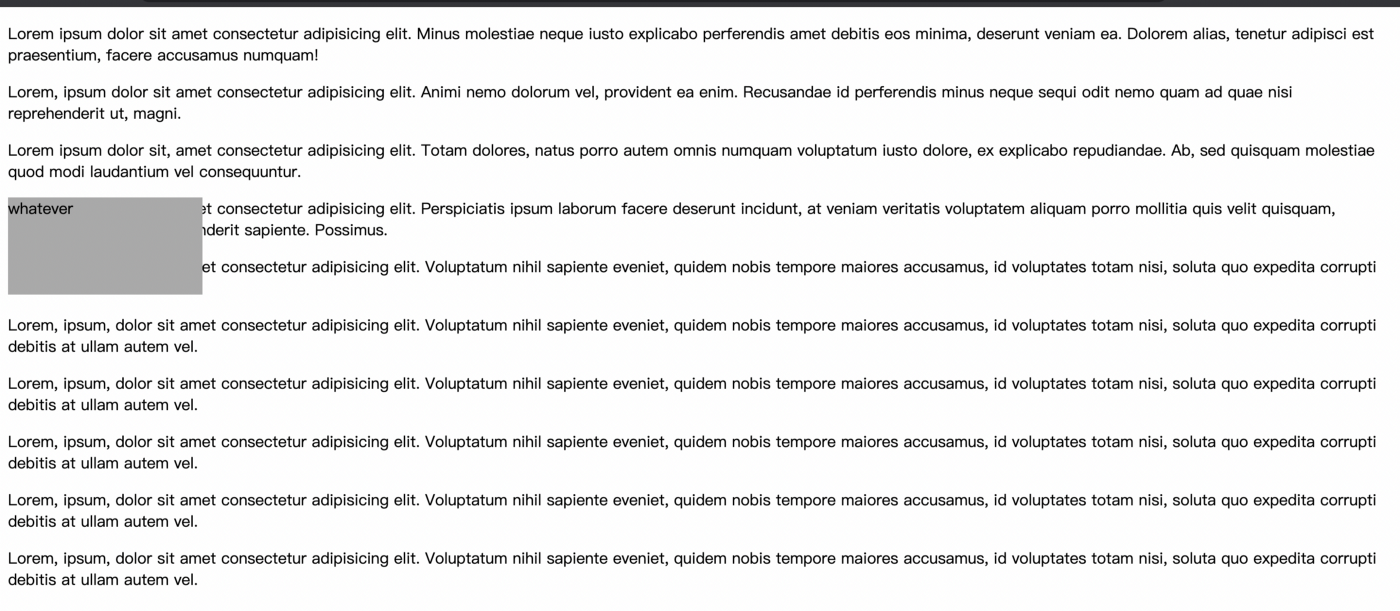 Lorem ipsum dolor sit amet consectetur adipisicing elit. Minus molestiae neque iusto explicabo perferendis amet debitis eos minima, deserunt veniam ea. Dolorem alias, tenetur adipisci est
praesentium, facere accusamus numquam!
Lorem, ipsum dolor sit amet consectetur adipisicing elit. Animi nemo dolorum vel, provident ea enim. Recusandae id perferendis minus neque sequi odit nemo quam ad quae nisi
reprehenderit ut, magni.
Lorem ipsum dolor sit, amet consectetur adipisicing elit. Totam dolores, natus porro autem omnis numquam voluptatum iusto dolore, ex explicabo repudiandae. Ab, sed quisquam molestiae
quod modi laudantium vel consequuntur.
whatever consectetur adipisicing elit. Perspiciatis ipsum laborum facere deserunt incidunt, at veniam veritatis voluptatem aliquam porro mollitia quis velit quisquam,
sapiente. Possimus.
et consectetur adipisicing elit. Voluptatum nihil sapiente eveniet, quidem nobis tempore maiores accusamus, id voluptates totam nisi, soluta quo expedita corrupti
Lorem, ipsum, dolor sit amet consectetur adipisicing elit. Voluptatum nihil sapiente eveniet, quidem nobis tempore maiores accusamus, id voluptates totam nisi, soluta quo expedita corrupti
debitis at ullam autem vel.
Lorem, ipsum, dolor sit amet consectetur adipisicing elit. Voluptatum nihil sapiente eveniet, quidem nobis tempore maiores accusamus, id voluptates totam nisi, soluta quo expedita corrupti
debitis at ullam autem vel.
Lorem, ipsum, dolor sit amet consectetur adipisicing elit. Voluptatum nihil sapiente eveniet, quidem nobis tempore maiores accusamus, id voluptates totam nisi, soluta quo expedita corrupti
debitis at ullam autem vel.
Lorem, ipsum, dolor sit amet consectetur adipisicing elit. Voluptatum nihil sapiente eveniet, quidem nobis tempore maiores accusamus, id voluptates totam nisi, soluta quo expedita corrupti
debitis at ullam autem vel.
Lorem, ipsum, dolor sit amet consectetur adipisicing elit. Voluptatum nihil sapiente eveniet, quidem nobis tempore maiores accusamus, id voluptates totam nisi, soluta quo expedita corrupti
debitis at ullam autem vel.